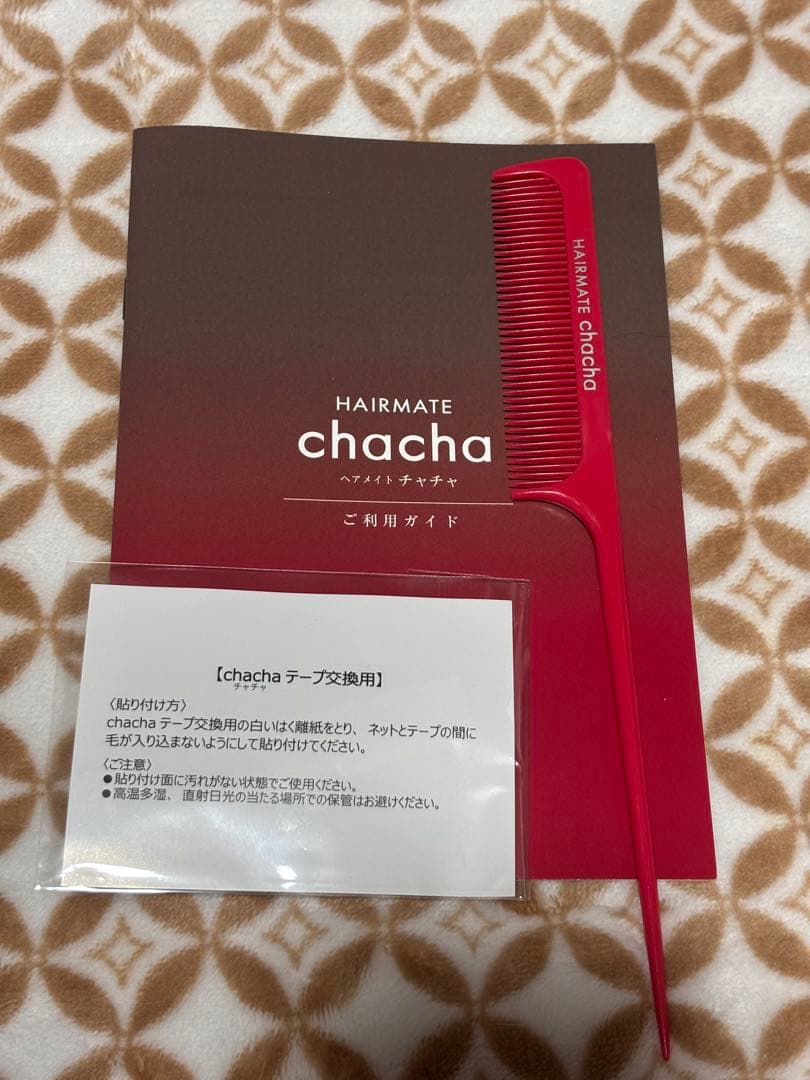 HAIRMATE
chacha
ヘアメイト チャチャ
ご利用ガイド
HAIRMATE chacha
【chacha テープ交換用】
チャチャ
〈貼り付け方〉
chacha テープ交換用の白いはく離紙をとり、 ネットとテープの間に
毛が入り込まないようにして貼り付けてください。
〈ご注意〉
●貼り付け面に汚れがない状態でご使用ください。
●高温多湿、 直射日光の当たる場所での保管はお避けください。